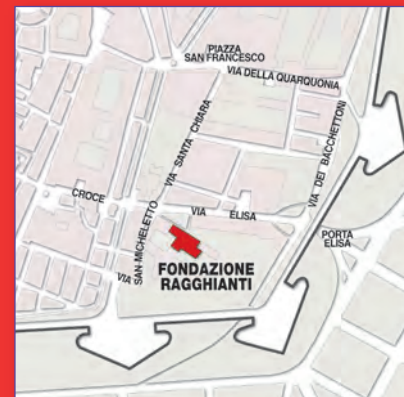 PIAZZA
SAN FRANCESCO
VIA DELLA QUARQUONIA
VIA SANTA CHIARA
VIA DEI BACCHETTONI
CROCE
VIA ELISA
VIA SAN MICHELETTO
PORTA
ELISA
FONDAZIONE
RAGGHIANTI